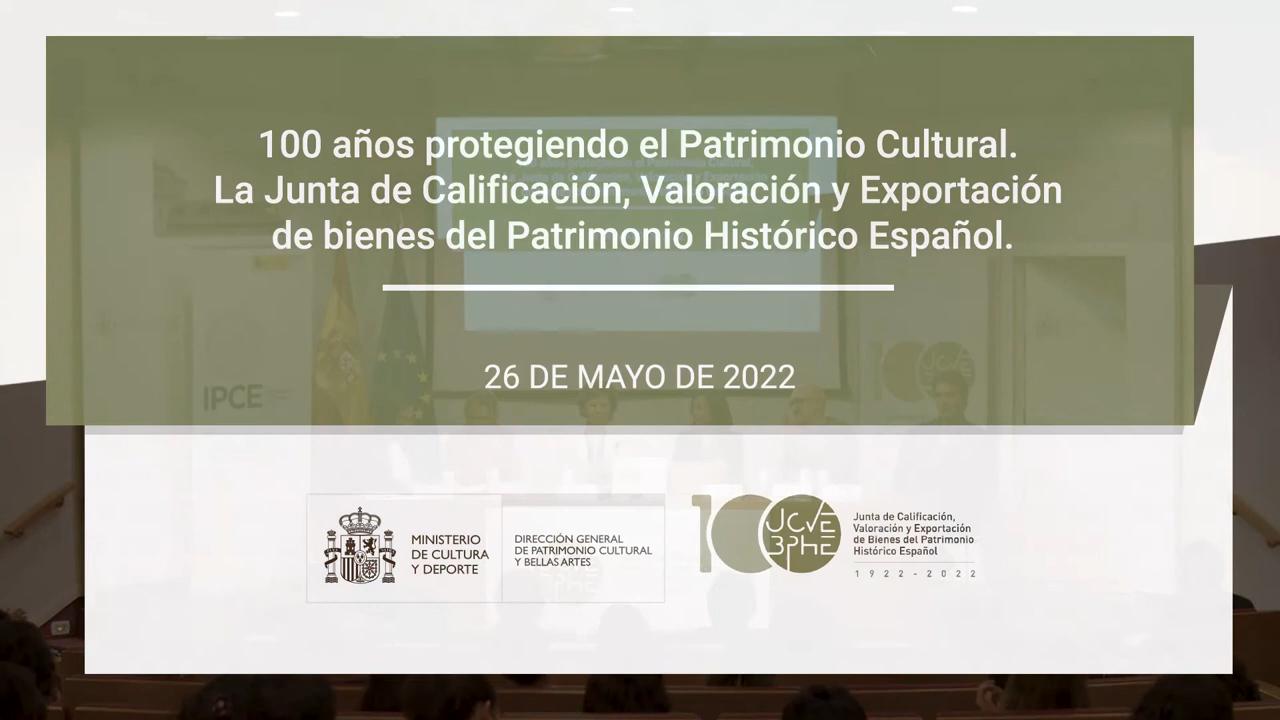 100 años protegiendo el Patrimonio Cultural.
La Junta de Calificación, Valoración y Exportación
de bienes del Patrimonio Histórico Español.
26 DE MAYO DE 2022
IPCE
MINISTERIO
DE CULTURA
Y DEPORTE
DIRECCIÓN GENERAL
DE PATRIMONIO CULTURAL
Y BELLAS ARTES
100
JCVE
BPHE
Junta de Calificación,
Valoración y Exportación
de Bienes del Patrimonio
Histórico Español
1922-2022